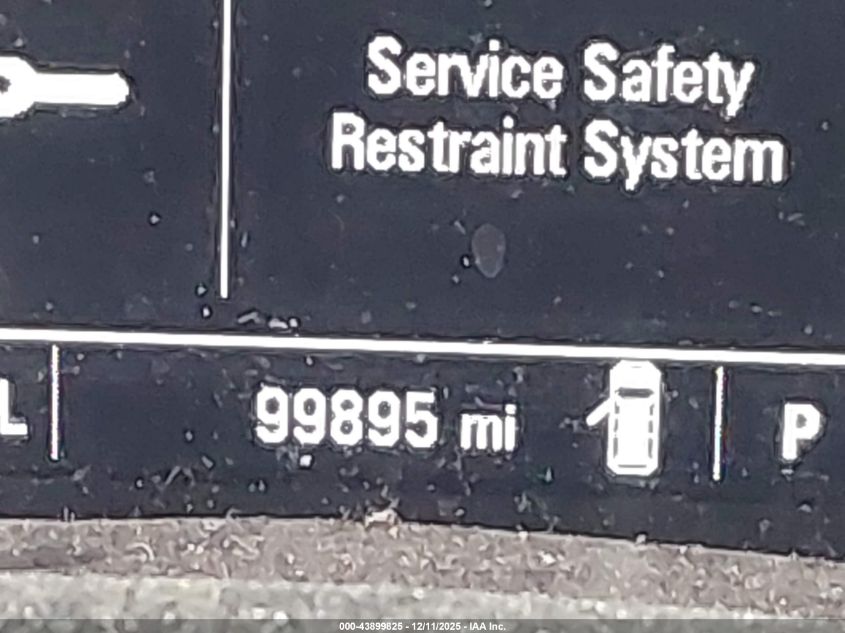 Service Safety
Restraint System
L
99895 mi
P
000-43899825 - 12/11/2025 - IAA Inc.